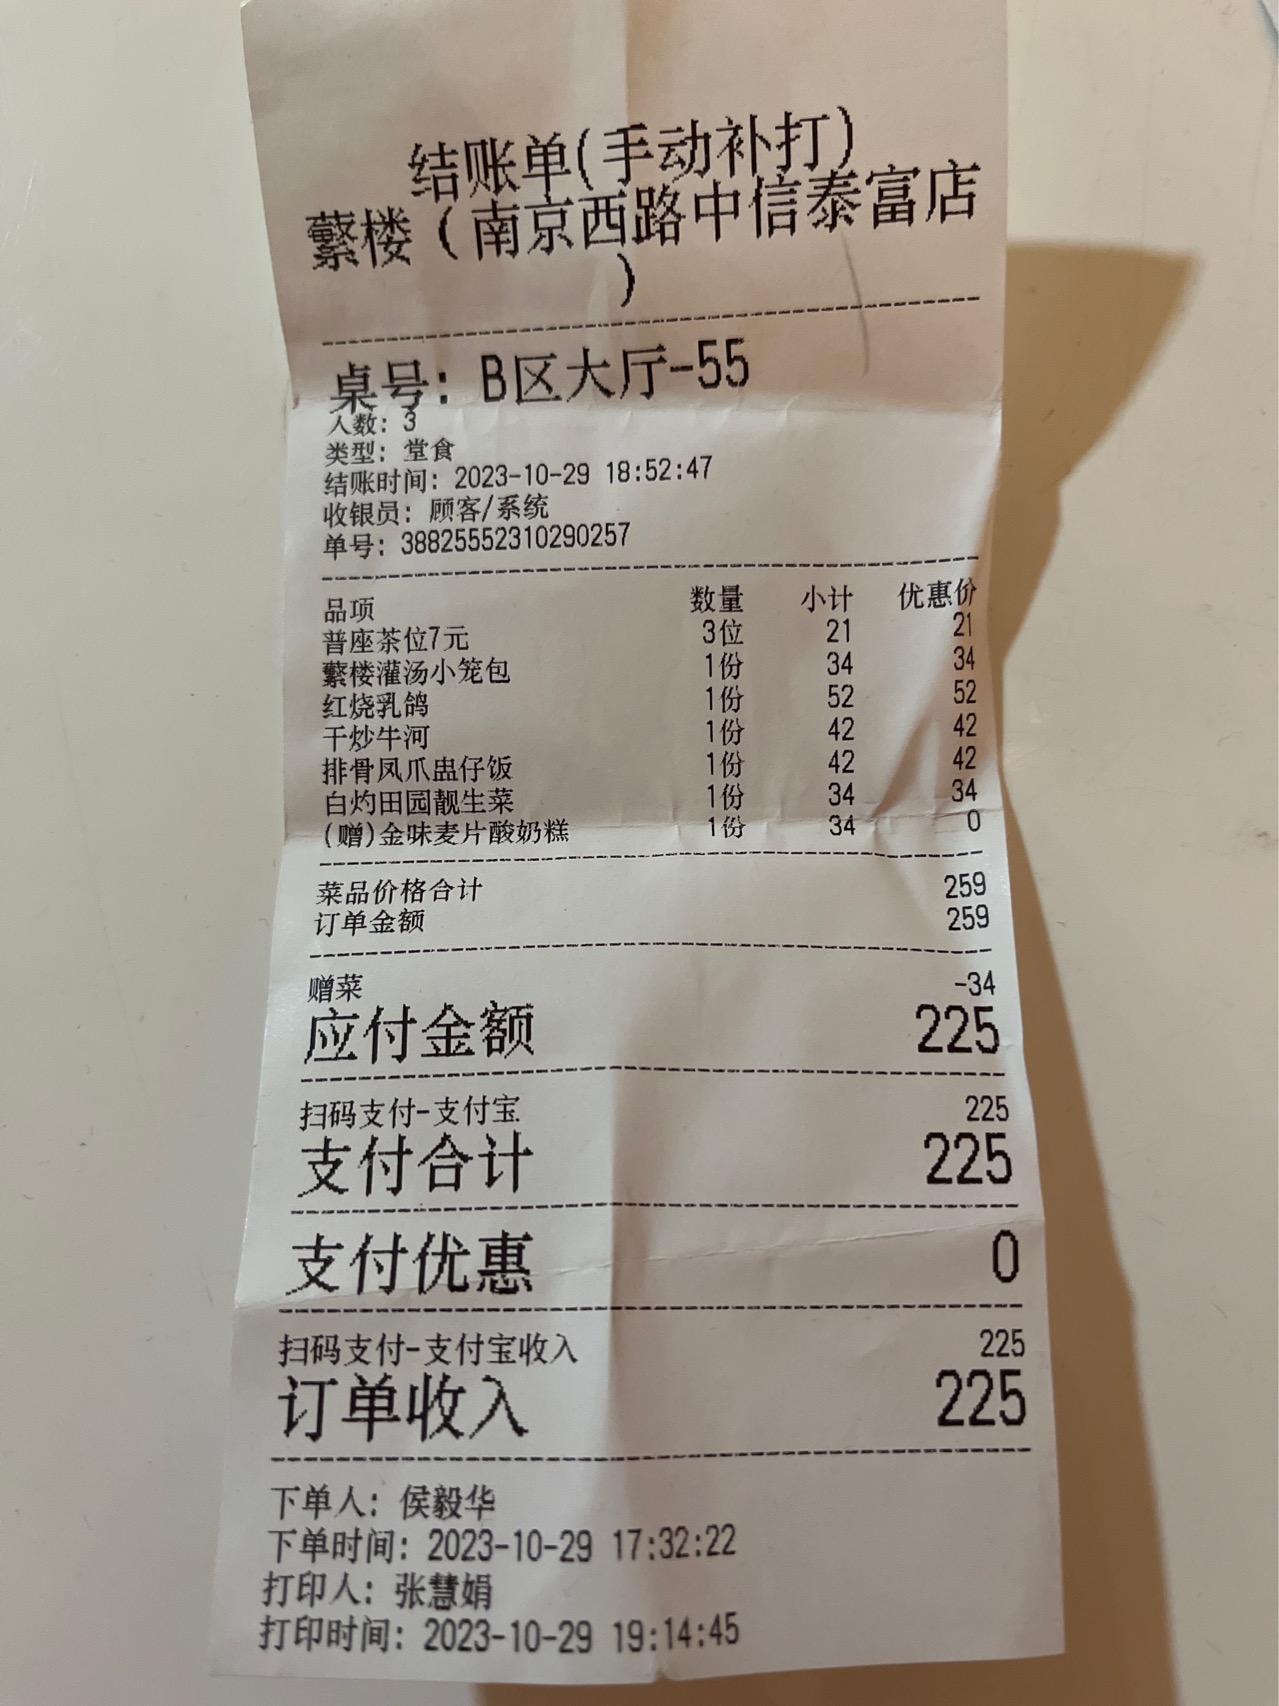 结账单(手动补打)
蘩楼（南京西路中信泰富店
）
桌号: B区大厅-55
人数: 3
类型: 堂食
结账时间: 2023-10-29 18:52:47
收银员: 顾客/系统
单号: 38825552310290257
品项 数量 小计 优惠价
普座茶位7元 3位 21 21
蘩楼灌汤小笼包 1份 34 34
红烧乳鸽 1份 52 52
干炒牛河 1份 42 42
排骨凤爪盅仔饭 1份 42 42
白灼田园靓生菜 1份 34 34
(赠)金味麦片酸奶糕 1份 34 0
菜品价格合计 259
订单金额 259
赠菜 -34
应付金额 225
扫码支付-支付宝 225
支付合计 225
支付优惠 0
扫码支付-支付宝收入 225
订单收入 225
下单人: 侯毅华
下单时间: 2023-10-29 17:32:22
打印人: 张慧娟
打印时间: 2023-10-29 19:14:45